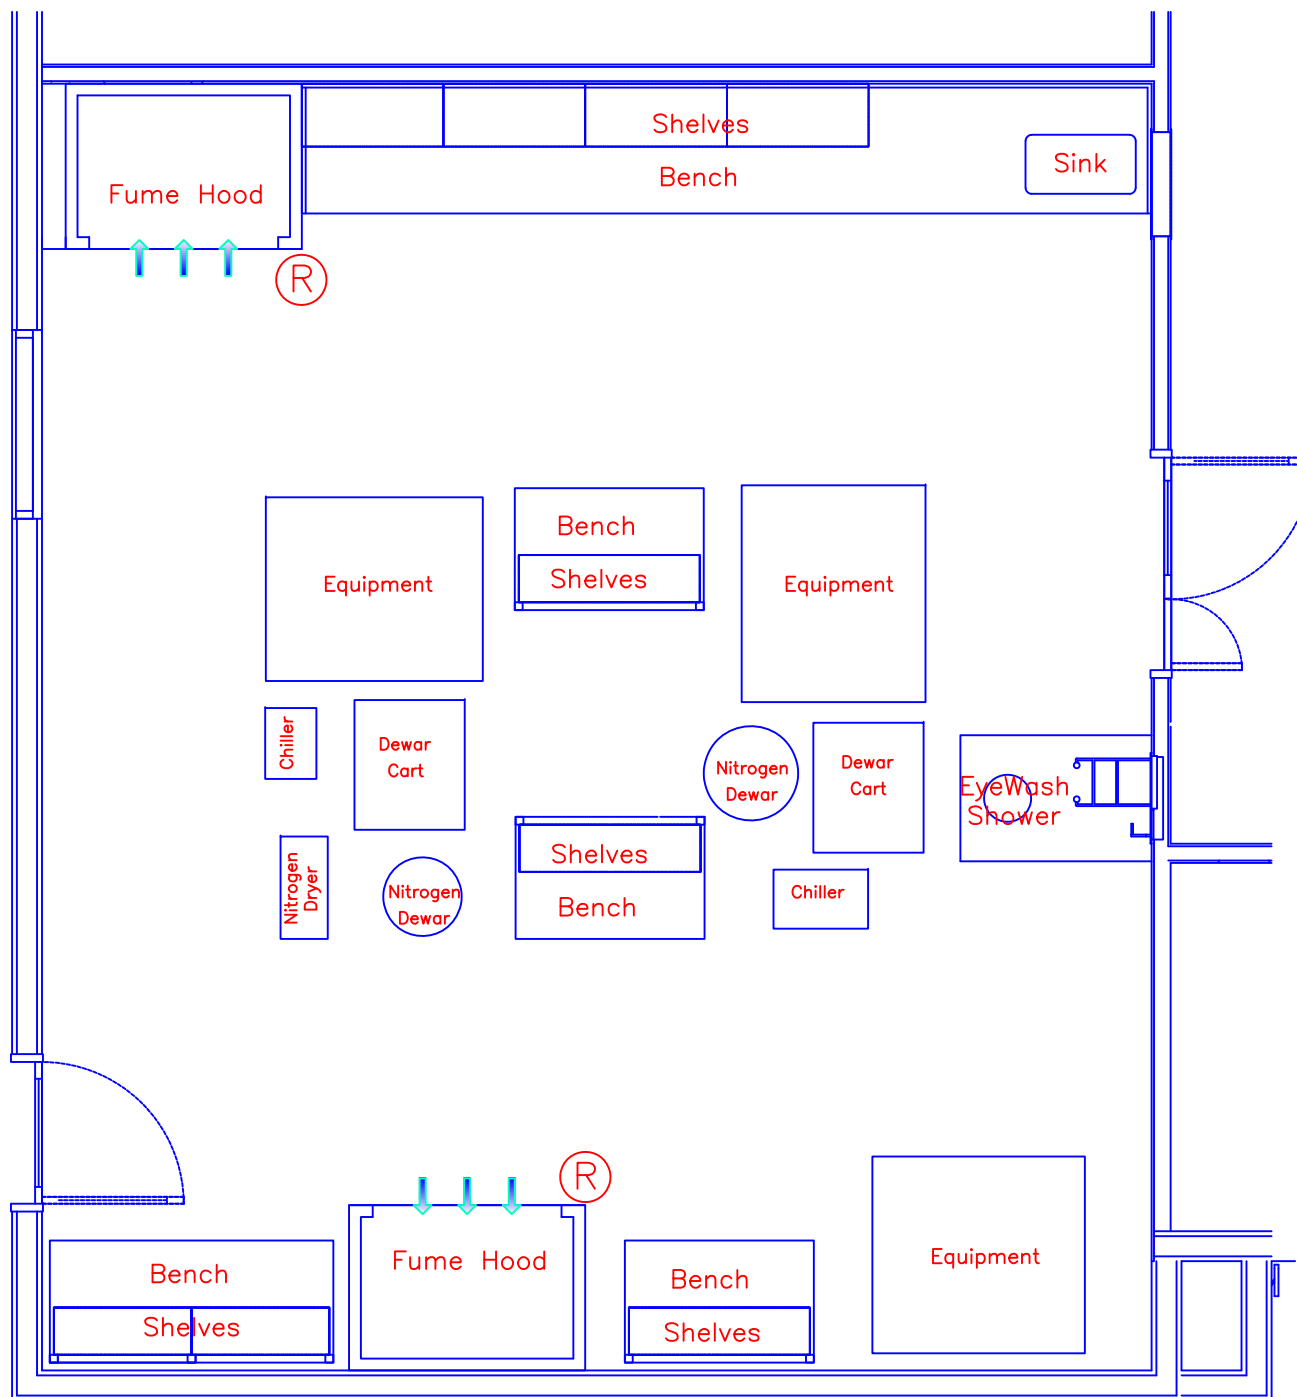 Shelves
Fume Hood
Bench
Sink
R
Bench
Shelves
Equipment
Equipment
Chiller
Dewar
Cart
Nitrogen
Dewar
Dewar
Cart
EyeWash
Shower
Nitrogen
Dryer
Nitrogen
Dewar
Shelves
Bench
Chiller
R
Bench
Shelves
Fume Hood
Bench
Shelves
Equipment